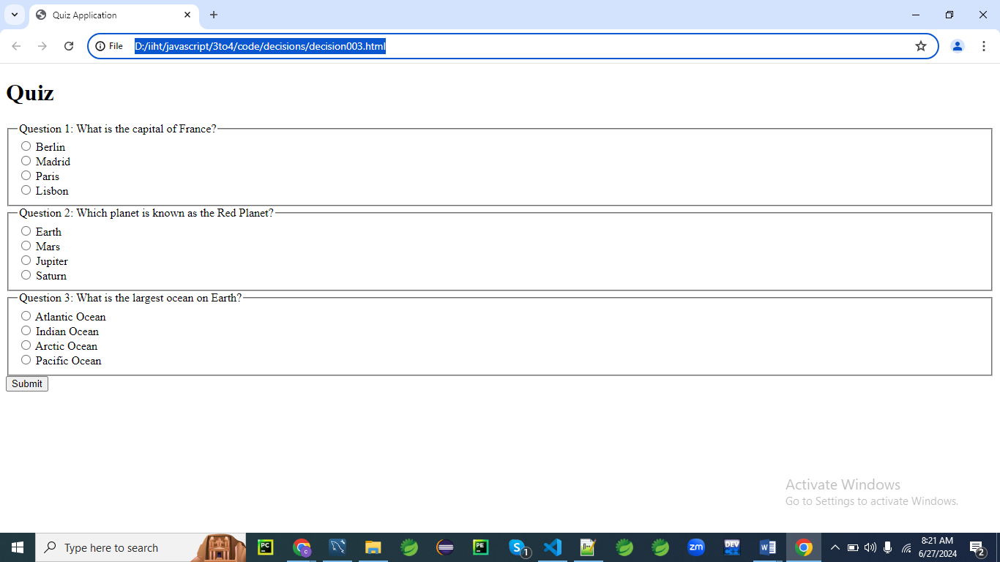 Quiz Application
File D:/iiht/javascript/3to4/code/decisions/decision003.html
Quiz
Question 1: What is the capital of France?
Berlin
Madrid
Paris
Lisbon
Question 2: Which planet is known as the Red Planet?
Earth
Mars
Jupiter
Saturn
Question 3: What is the largest ocean on Earth?
Atlantic Ocean
Indian Ocean
Arctic Ocean
Pacific Ocean
Submit
Activate Windows
Go to Settings to activate Windows.
Type here to search
PC
C
PE
S 1
zm
DEV
W
8:21 AM
6/27/2024
2